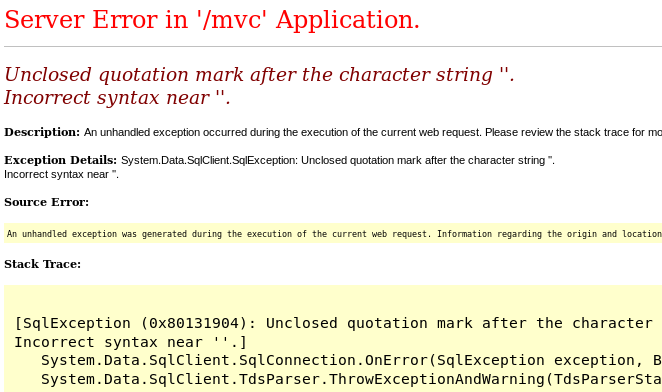 Server Error in '/mvc' Application.
Unclosed quotation mark after the character string ''.
Incorrect syntax near ''.
Description: An unhandled exception occurred during the execution of the current web request. Please review the stack trace for mo
Exception Details: System.Data.SqlClient.SqlException: Unclosed quotation mark after the character string ''.
Incorrect syntax near ''.
Source Error:
An unhandled exception was generated during the execution of the current web request. Information regarding the origin and location
Stack Trace:
[SqlException (0x80131904): Unclosed quotation mark after the character
Incorrect syntax near ''.]
System.Data.SqlClient.SqlConnection.OnError(SqlException exception, B
System.Data.SqlClient.TdsParser.ThrowExceptionAndWarning(TdsParserSta